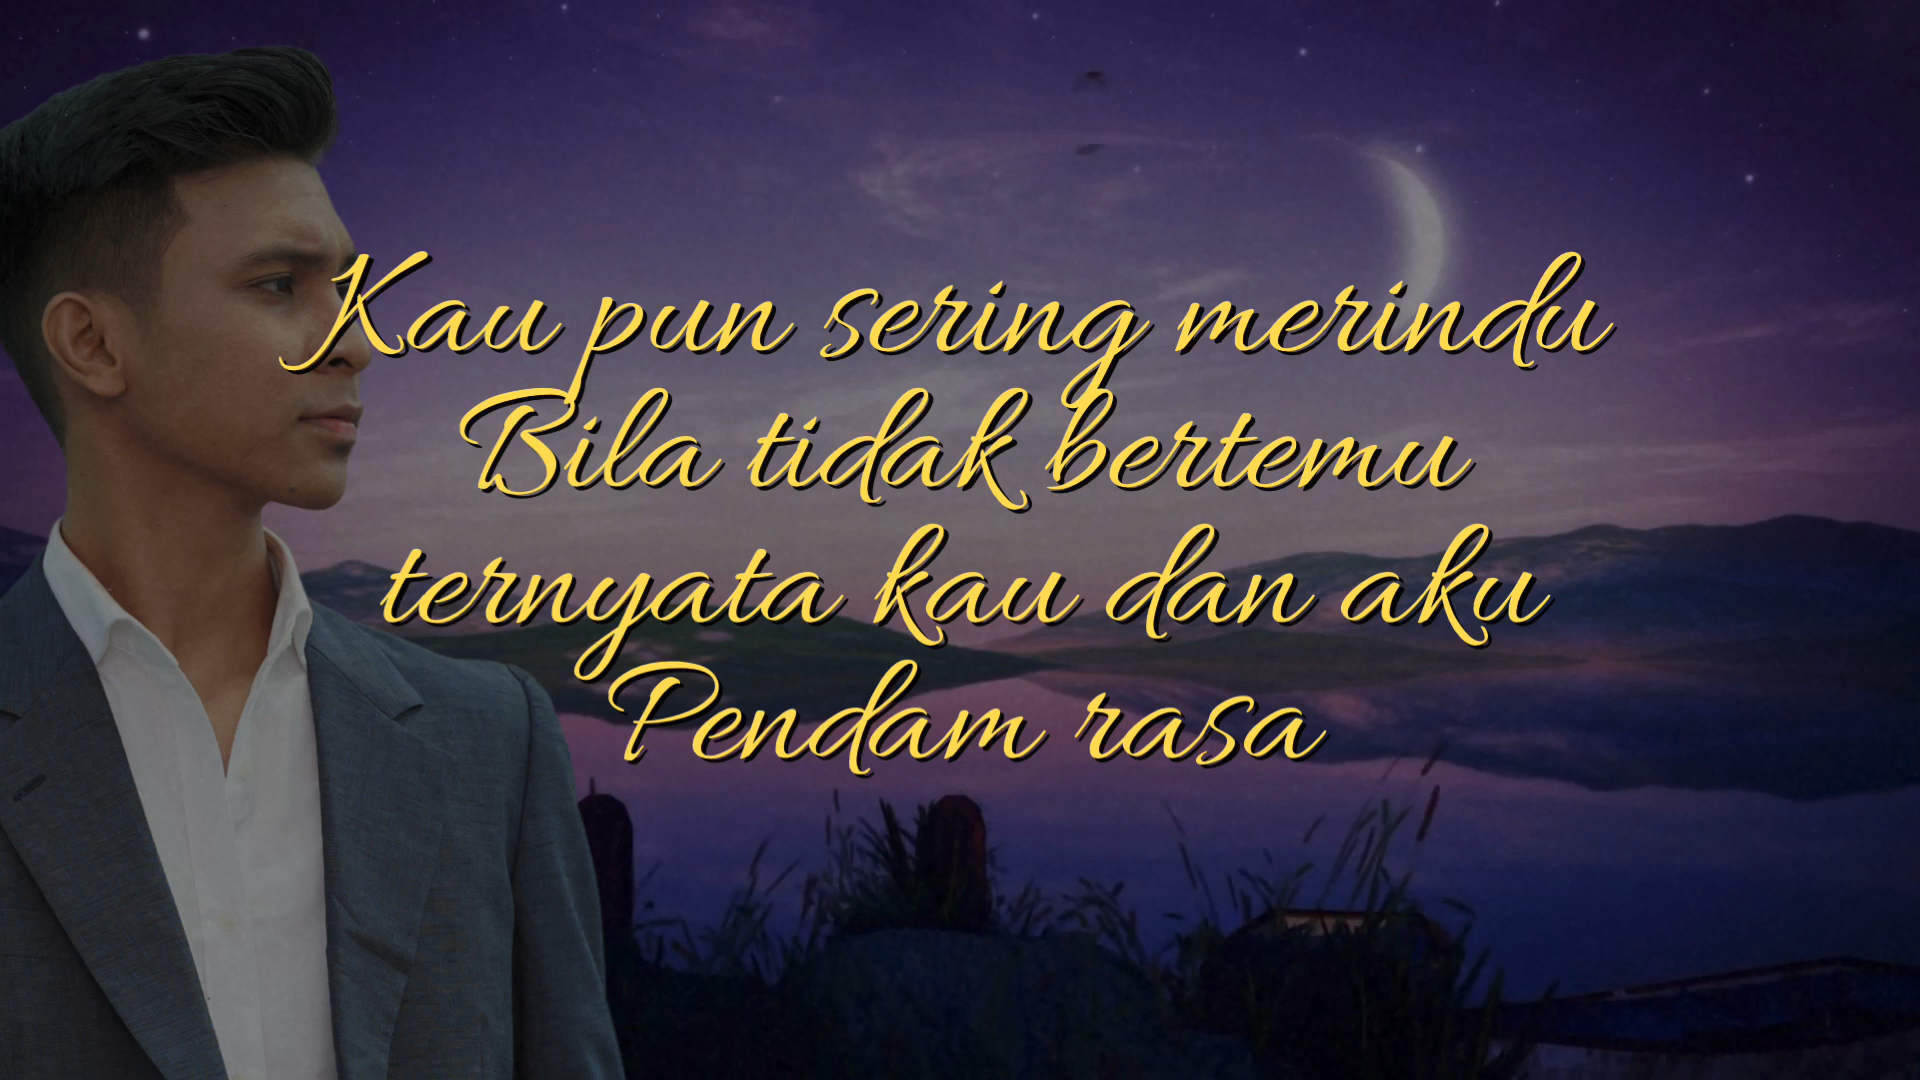 Kau pun sering merindu
Bila tidak bertemu
ternyata kau dan aku
Pendam rasa